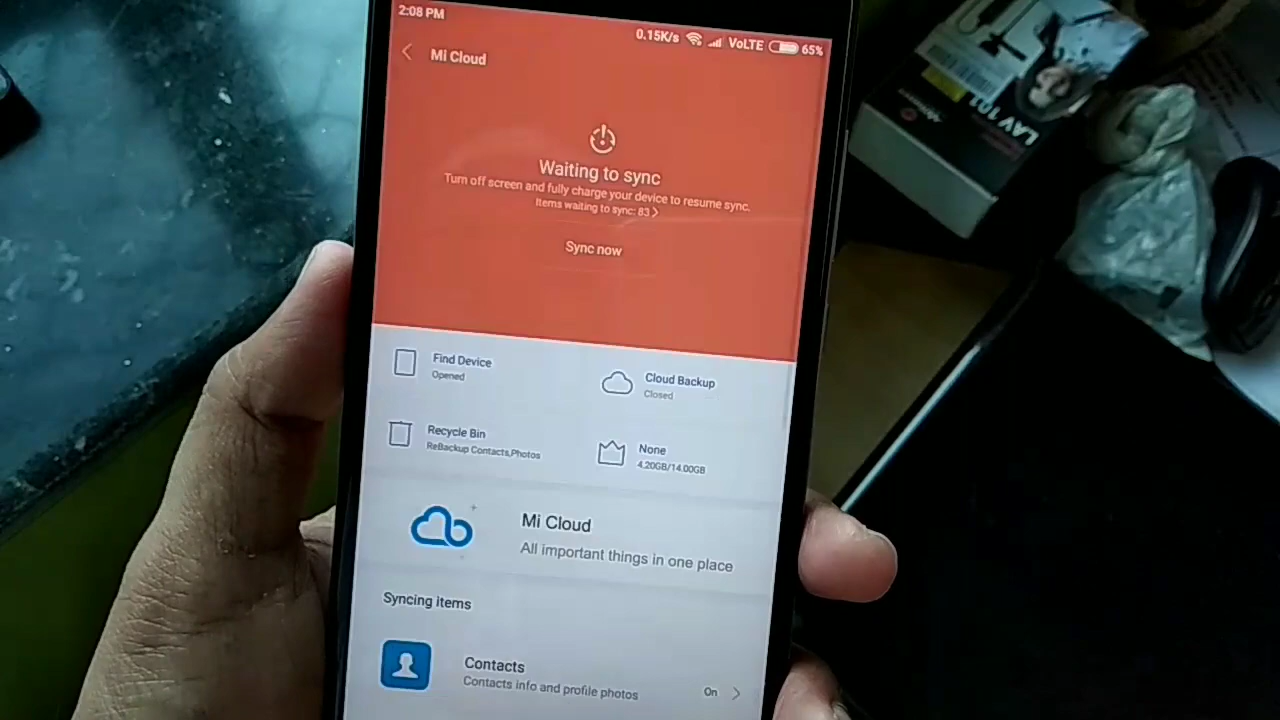 2:08 PM
0.15K/s VoLTE 65%
Mi Cloud
Waiting to sync
Turn off screen and fully charge your device to resume sync.
Items waiting to sync: 83
Sync now
Find Device
Opened
Cloud Backup
Closed
Recycle Bin
ReBackup Contacts,Photos
None
4.20GB/14.00GB
Mi Cloud
All important things in one place
Syncing items
Contacts
Contacts info and profile photos
On
LAV 101